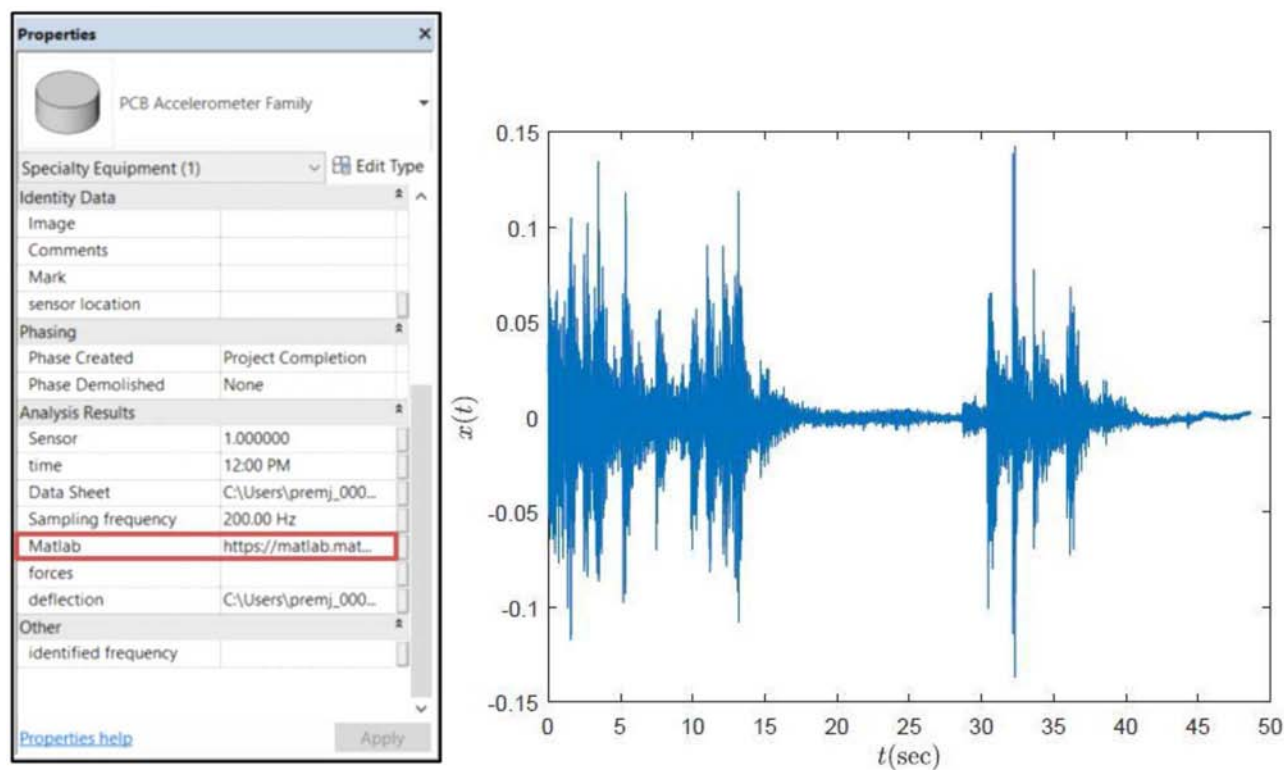 Properties
PCB Accelerometer Family
Specialty Equipment (1)
Edit Type
Identity Data
Image
Comments
Mark
sensor location
Phasing
Phase Created Project Completion
Phase Demolished None
Analysis Results
Sensor 1.000000
time 12:00 PM
Data Sheet C:\Users\premj_000...
Sampling frequency 200.00 Hz
Matlab https://matlab.mat...
forces
deflection C:\Users\premj_000...
Other
identified frequency
Properties help
Apply
0.15
0.1
0.05
0
-0.05
-0.1
-0.15
x(t)
0 5 10 15 20 25 30 35 40 45 50
t(sec)